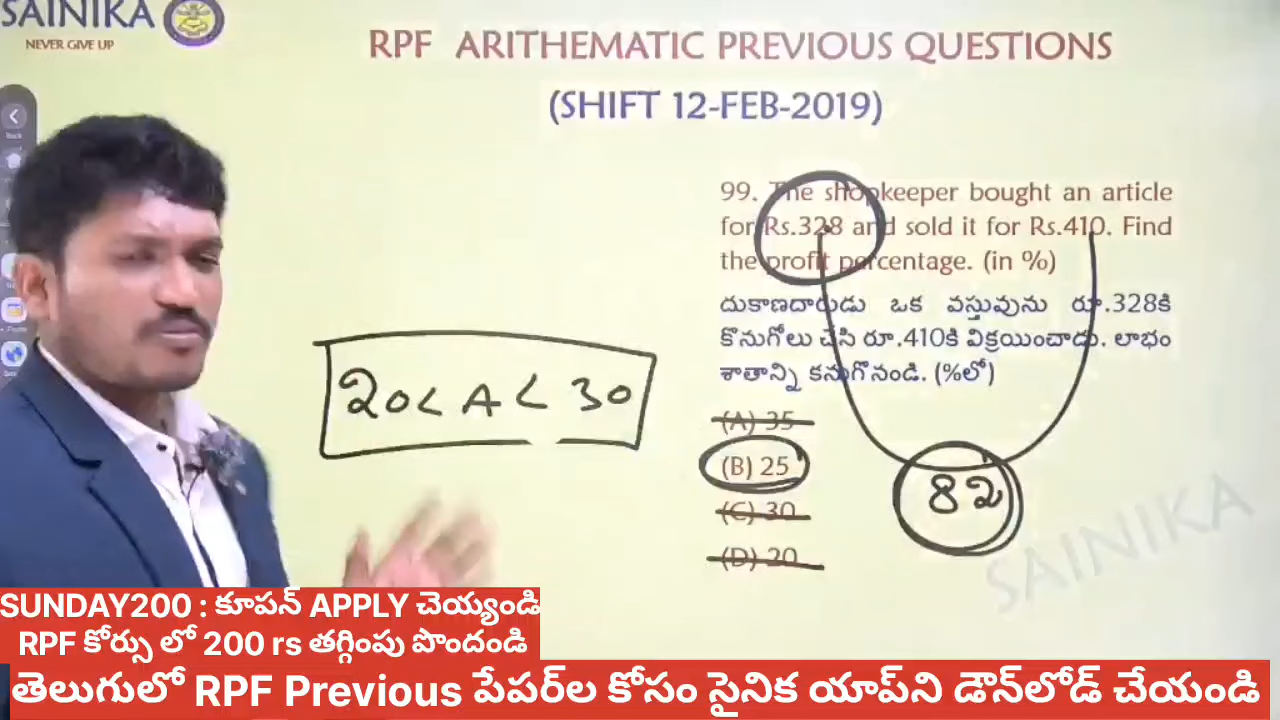 SAINIKA
NEVER GIVE UP
RPF ARITHEMATIC PREVIOUS QUESTIONS
(SHIFT 12-FEB-2019)
Back
99. The shopkeeper bought an article
for Rs.328 and sold it for Rs.410. Find
the profit percentage. (in %)
దుకాణదారుడు ఒక వస్తువును రూ.328కి
కొనుగోలు చేసి రూ.410కి విక్రయించాడు. లాభం
శాతాన్ని కనుగొనండి. (%లో)
20 < A < 30
(A) 35
(B) 25
(C) 30
(D) 20
82
SAINIKA
SUNDAY200 : కూపన్ APPLY చెయ్యండి
RPF కోర్సు లో 200 rs తగ్గింపు పొందండి
తెలుగులో RPF Previous పేపర్‌ల కోసం సైనిక యాప్‌ని డౌన్‌లోడ్ చేయండి